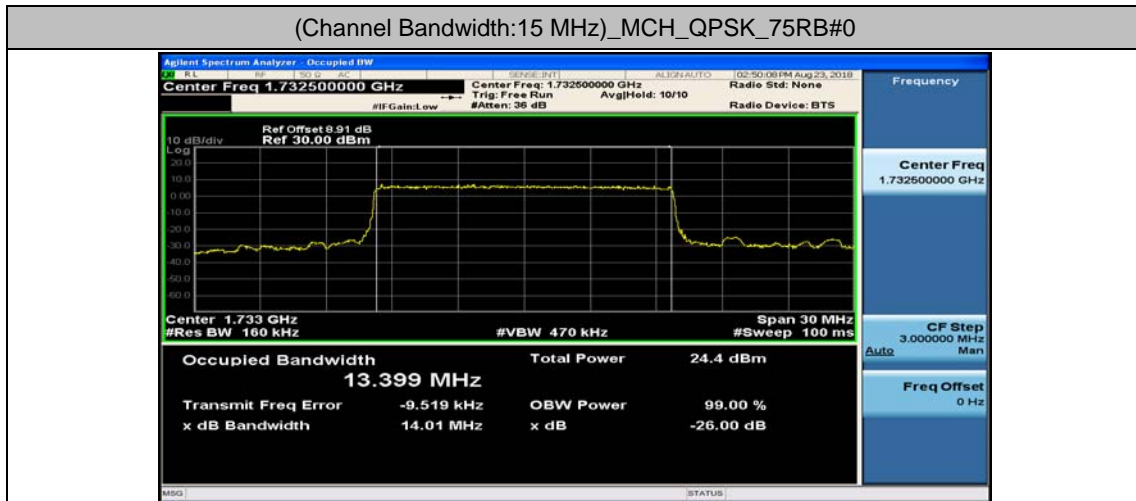 (Channel Bandwidth:15 MHz)_MCH_QPSK_75RB#0
Agilent Spectrum Analyzer - Occupied BW
LXI RL RF 50 Ω AC SENSE:INT ALIGN AUTO 02:50:08 PM Aug 23, 2018
Center Freq 1.732500000 GHz
Center Freq: 1.732500000 GHz
Radio Std: None
Trig: Free Run Avg|Hold: 10/10
#IFGain:Low #Atten: 36 dB Radio Device: BTS
Ref Offset 8.91 dB
10 dB/div Ref 30.00 dBm
Log
20.0
10.0
0.00
-10.0
-20.0
-30.0
-40.0
-50.0
-60.0
Center 1.733 GHz Span 30 MHz
#Res BW 160 kHz #VBW 470 kHz #Sweep 100 ms
Occupied Bandwidth Total Power 24.4 dBm
13.399 MHz
Transmit Freq Error -9.519 kHz OBW Power 99.00 %
x dB Bandwidth 14.01 MHz x dB -26.00 dB
MSG STATUS
Frequency
Center Freq
1.732500000 GHz
CF Step
3.000000 MHz
Auto Man
Freq Offset
0 Hz